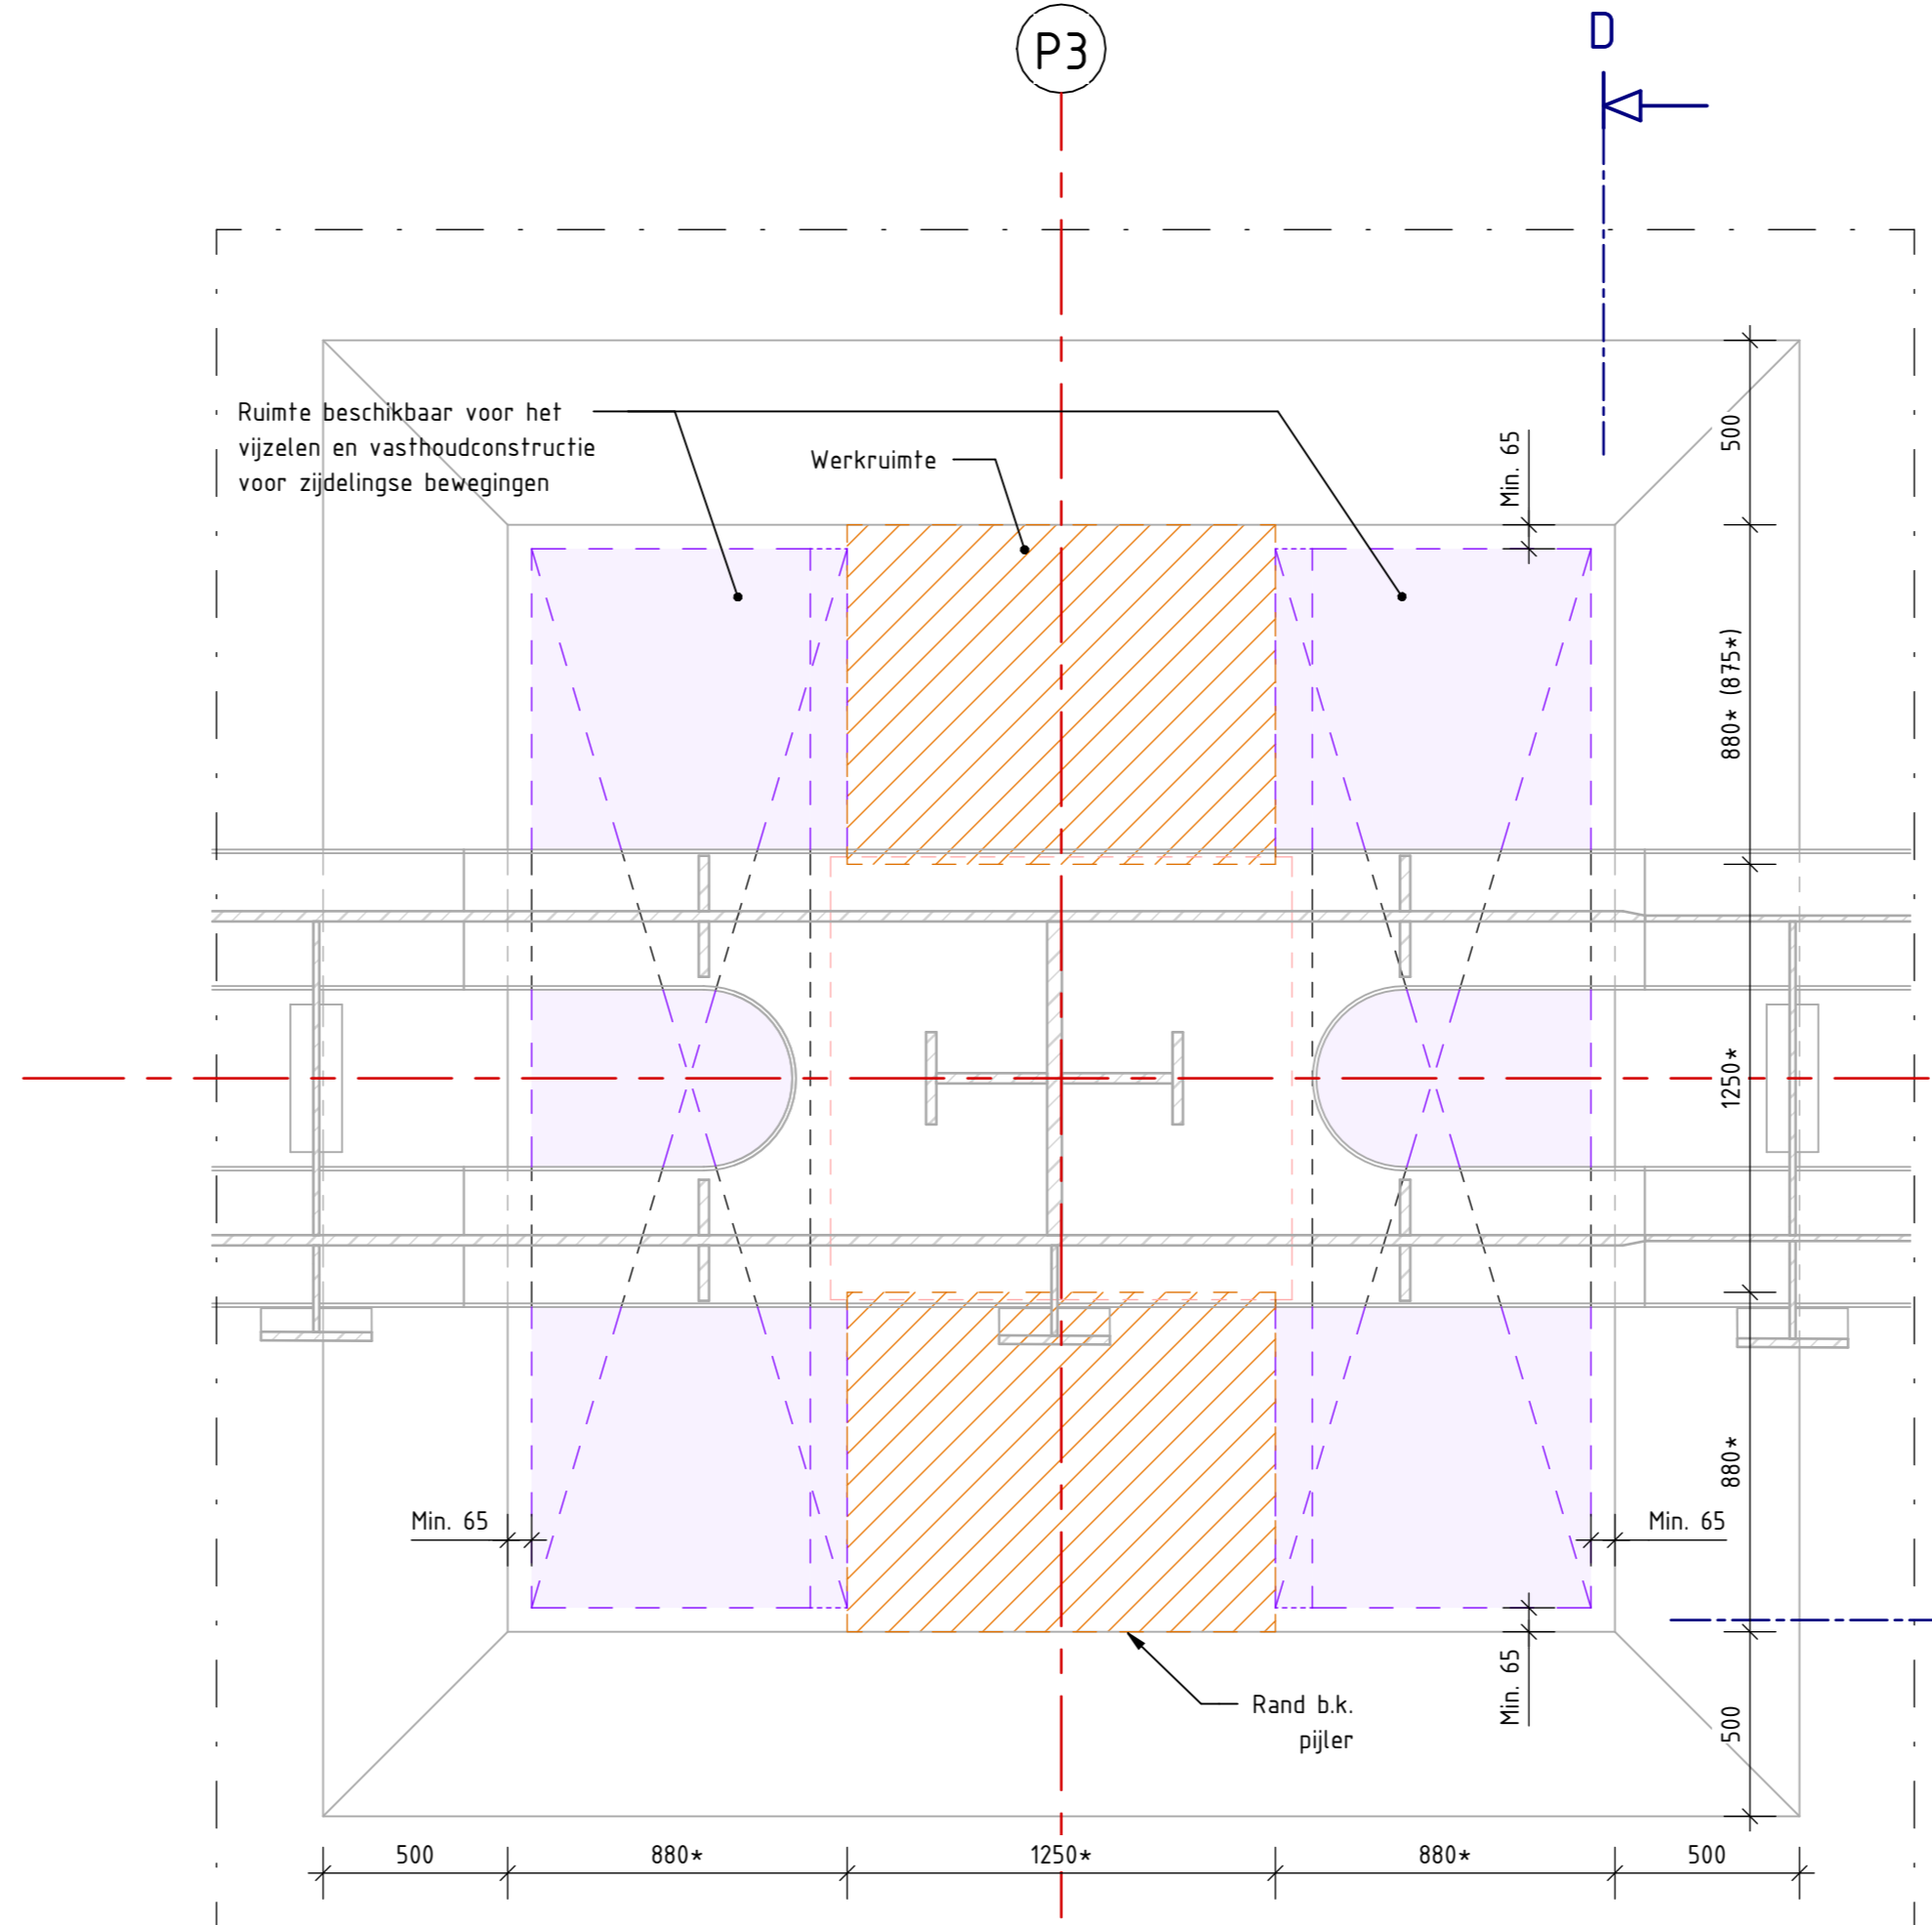 P3
D
Ruimte beschikbaar voor het
vijzelen en vasthoudconstructie
voor zijdelingse bewegingen
Werkruimte
Min. 65
500
880* (875*)
1250*
880*
500
Min. 65
Min. 65
Min. 65
Rand b.k.
pijler
500
880*
1250*
880*
500